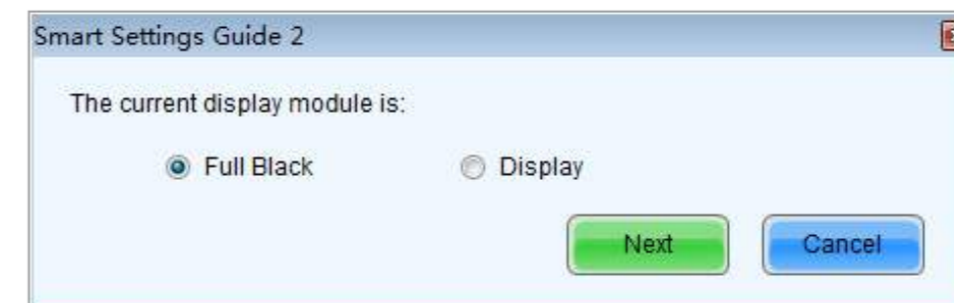 Smart Settings Guide 2
The current display module is:
Full Black Display
Next Cancel